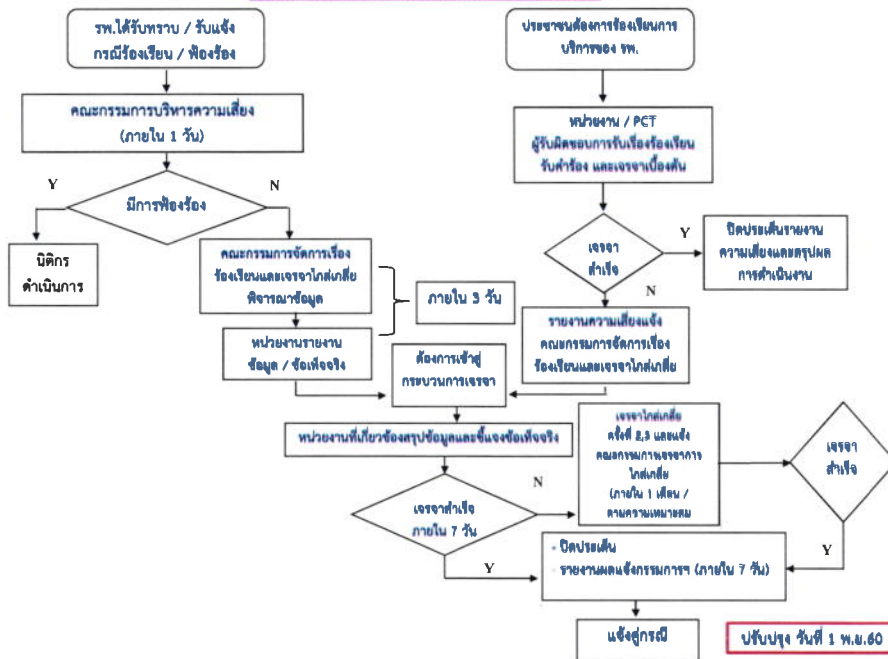 รพ.ได้รับทราบ / รับแจ้ง
กรณีร้องเรียน / ฟ้องร้อง
คณะกรรมการบริหารความเสี่ยง
(ภายใน 1 วัน)
Y
N
มีการฟ้องร้อง
นิติกร
ดำเนินการ
คณะกรรมการจัดการเรื่อง
ร้องเรียนและเจรจาไกล่เกลี่ย
พิจารณาข้อมูล
หน่วยงานรายงาน
ข้อมูล / ข้อเท็จจริง
ภายใน 3 วัน
ประชาชนต้องการร้องเรียนการ
บริการของ รพ.
หน่วยงาน / PCT
ผู้รับผิดชอบการรับเรื่องร้องเรียน
รับคำร้อง และเจรจาเบื้องต้น
เจรจา
สำเร็จ
Y
ปิดประเด็นรายงาน
ความเสี่ยงและสรุปผล
การดำเนินงาน
N
รายงานความเสี่ยงแจ้ง
คณะกรรมการจัดการเรื่อง
ร้องเรียนและเจรจาไกล่เกลี่ย
ต้องการเข้าสู่
กระบวนการเจรจา
หน่วยงานที่เกี่ยวข้องสรุปข้อมูลและชี้แจงข้อเท็จจริง
เจรจาสำเร็จ
ภายใน 7 วัน
N
เจรจาไกล่เกลี่ย
ครั้งที่ 2,3 และแจ้ง
คณะกรรมการเจรจาการ
ไกล่เกลี่ย
(ภายใน 1 เดือน /
ตามความเหมาะสม
เจรจา
สำเร็จ
Y
Y
- ปิดประเด็น
- รายงานผลแจ้งกรรมการฯ (ภายใน 7 วัน)
แจ้งคู่กรณี
ปรับปรุง วันที่ 1 พ.ย.60